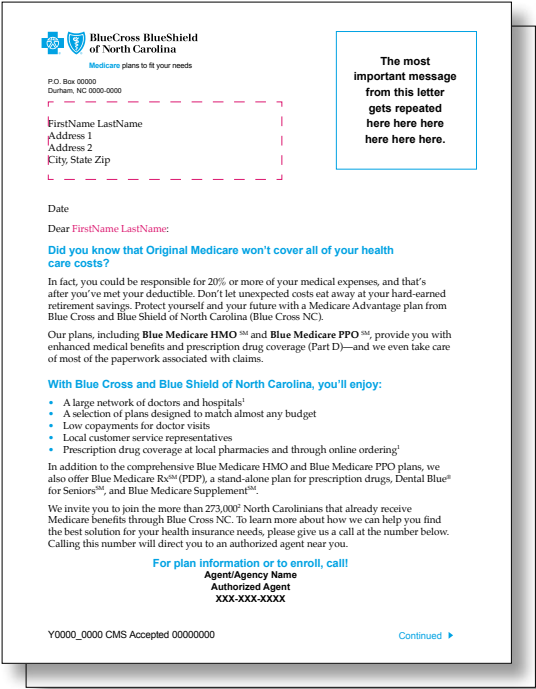 BlueCross BlueShield
of North Carolina
Medicare plans to fit your needs
P.O. Box 00000
Durham, NC 0000-0000
The most
important message
from this letter
gets repeated
here here here
here here here.
FirstName LastName
Address 1
Address 2
City, State Zip
Date
Dear FirstName LastName:
Did you know that Original Medicare won't cover all of your health
care costs?
In fact, you could be responsible for 20% or more of your medical expenses, and that's
after you've met your deductible. Don't let unexpected costs eat away at your hard-earned
retirement savings. Protect yourself and your future with a Medicare Advantage plan from
Blue Cross and Blue Shield of North Carolina (Blue Cross NC).
Our plans, including Blue Medicare HMO ℠ and Blue Medicare PPO ℠, provide you with
enhanced medical benefits and prescription drug coverage (Part D)—and we even take care
of most of the paperwork associated with claims.
With Blue Cross and Blue Shield of North Carolina, you'll enjoy:
• A large network of doctors and hospitals¹
• A selection of plans designed to match almost any budget
• Low copayments for doctor visits
• Local customer service representatives
• Prescription drug coverage at local pharmacies and through online ordering¹
In addition to the comprehensive Blue Medicare HMO and Blue Medicare PPO plans, we
also offer Blue Medicare Rx℠ (PDP), a stand-alone plan for prescription drugs, Dental Blue®
for Seniors℠, and Blue Medicare Supplement℠.
We invite you to join the more than 273,000² North Carolinians that already receive
Medicare benefits through Blue Cross NC. To learn more about how we can help you find
the best solution for your health insurance needs, please give us a call at the number below.
Calling this number will direct you to an authorized agent near you.
For plan information or to enroll, call!
Agent/Agency Name
Authorized Agent
XXX-XXX-XXXX
Y0000_0000 CMS Accepted 00000000
Continued